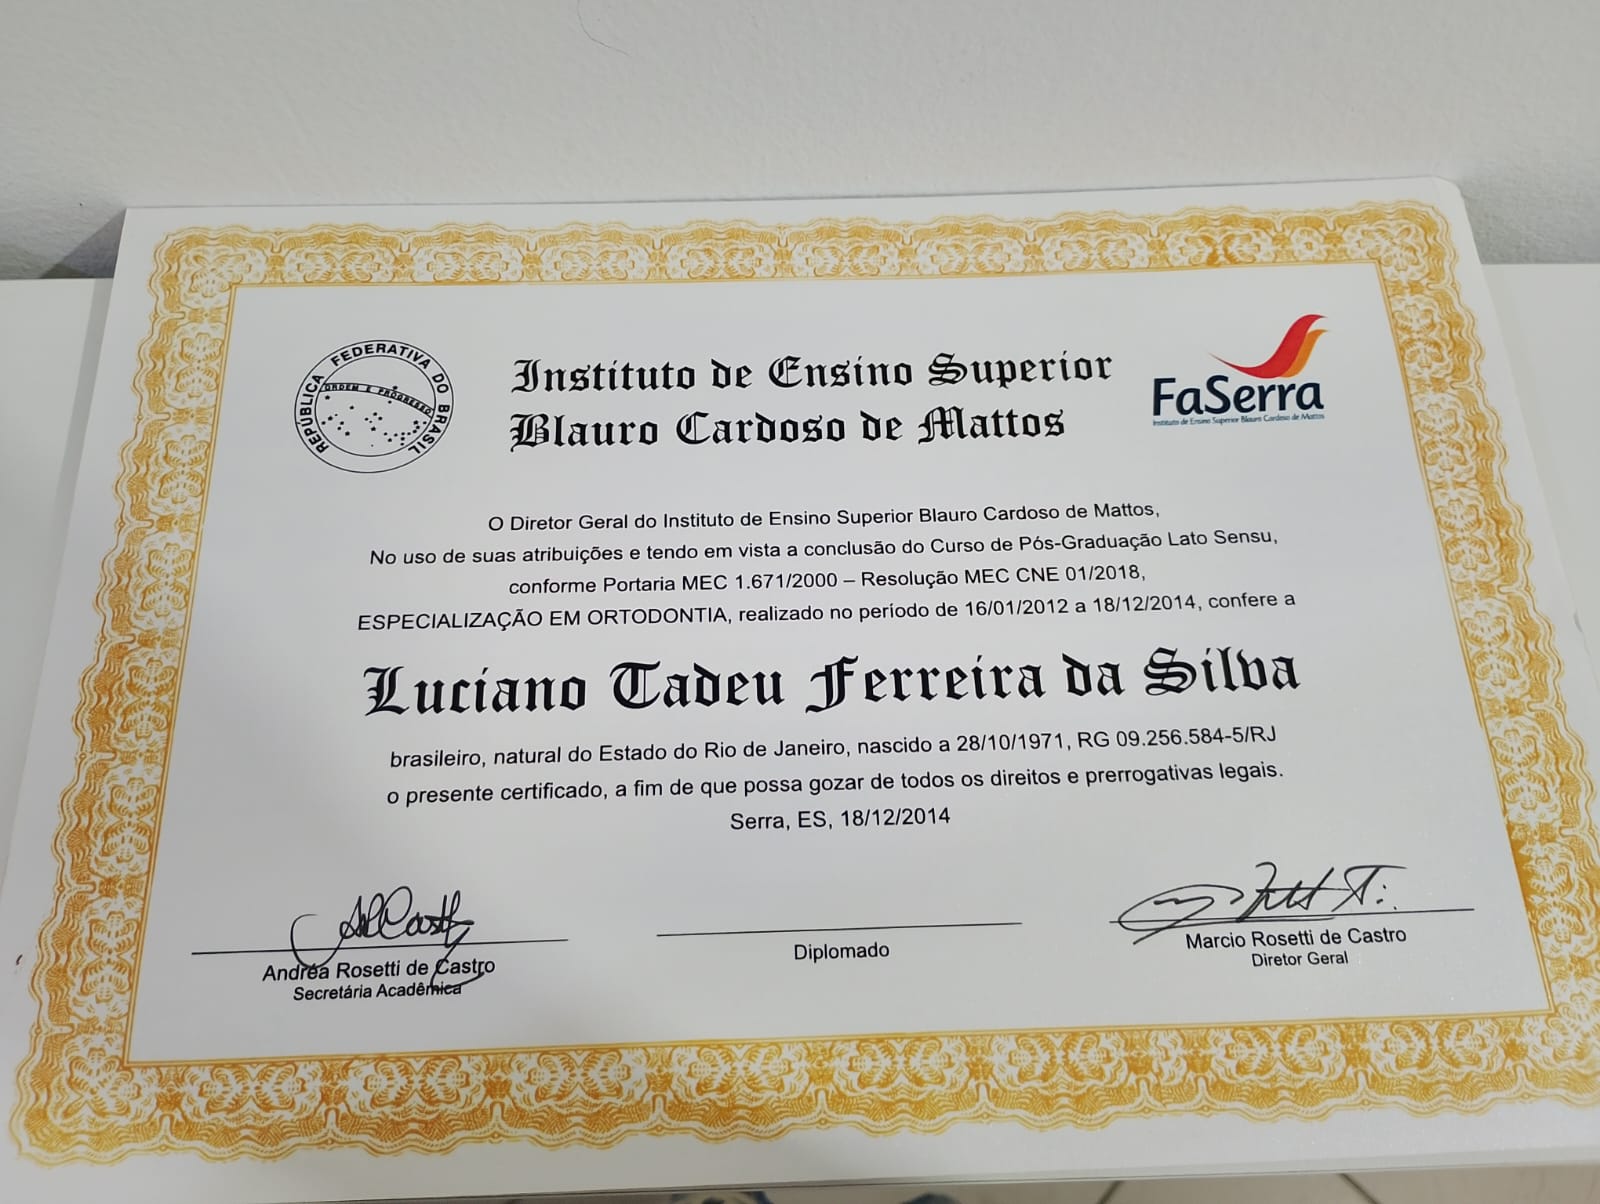 REPÚBLICA FEDERATIVA DO BRASIL
ORDEM E PROGRESSO
Instituto de Ensino Superior
Blauro Cardoso de Mattos
FaSerra
Instituto de Ensino Superior Blauro Cardoso de Mattos
O Diretor Geral do Instituto de Ensino Superior Blauro Cardoso de Mattos,
No uso de suas atribuições e tendo em vista a conclusão do Curso de Pós-Graduação Lato Sensu,
conforme Portaria MEC 1.671/2000 – Resolução MEC CNE 01/2018,
ESPECIALIZAÇÃO EM ORTODONTIA, realizado no período de 16/01/2012 a 18/12/2014, confere a
Luciano Tadeu Ferreira da Silva
brasileiro, natural do Estado do Rio de Janeiro, nascido a 28/10/1971, RG 09.256.584-5/RJ
o presente certificado, a fim de que possa gozar de todos os direitos e prerrogativas legais.
Serra, ES, 18/12/2014
Andréa Rosetti de Castro
Secretária Acadêmica
Diplomado
Marcio Rosetti de Castro
Diretor Geral